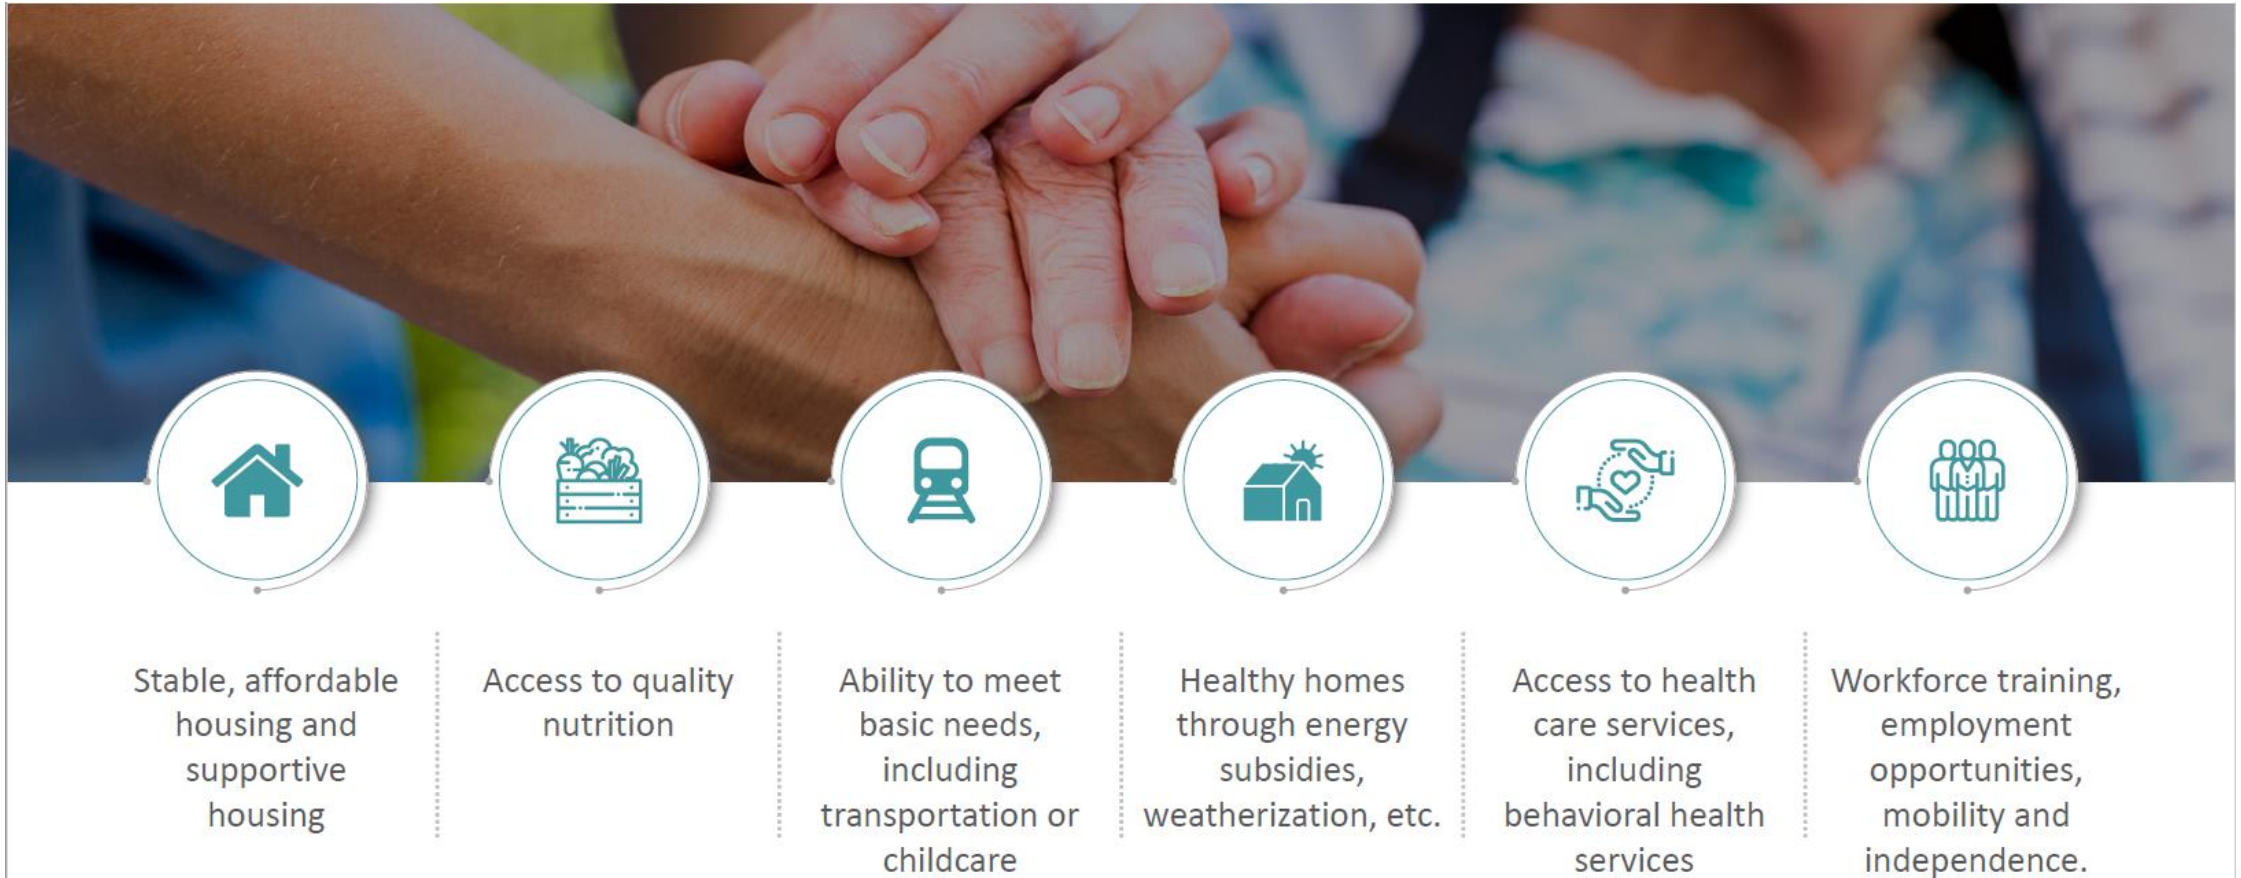 Stable, affordable
housing and
supportive
housing
Access to quality
nutrition
Ability to meet
basic needs,
including
transportation or
childcare
Healthy homes
through energy
subsidies,
weatherization, etc.
Access to health
care services,
including
behavioral health
services
Workforce training,
employment
opportunities,
mobility and
independence.